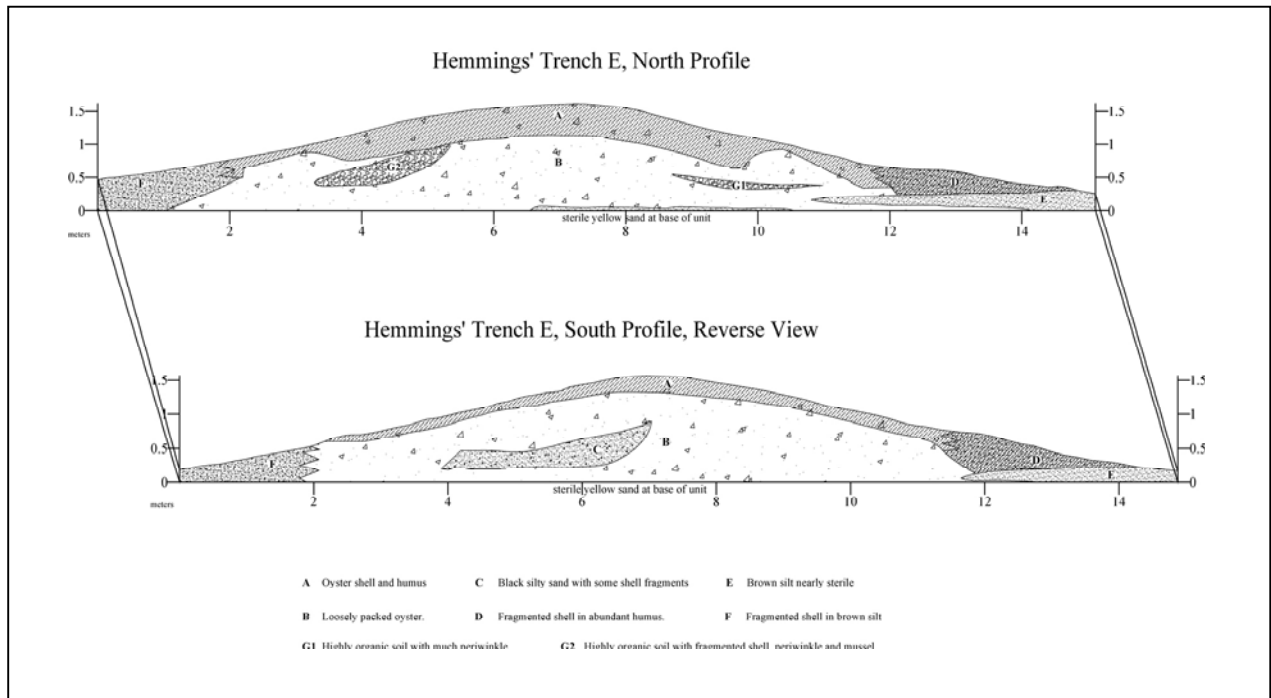 Hemmings' Trench E, North Profile
1.5 1.5
A
1 1
G2 B
0.5 F G1 D 0.5
E
0 sterile yellow sand at base of unit 0
meters 2 4 6 8 10 12 14
Hemmings' Trench E, South Profile, Reverse View
1.5 A 1.5
1 1
B
0.5 C 0.5
F D
E
0 sterile yellow sand at base of unit 0
meters 2 4 6 8 10 12 14
A Oyster shell and humus C Black silty sand with some shell fragments E Brown silt nearly sterile
B Loosely packed oyster. D Fragmented shell in abundant humus. F Fragmented shell in brown silt
G1 Highly organic soil with much periwinkle G2 Highly organic soil with fragmented shell, periwinkle and mussel